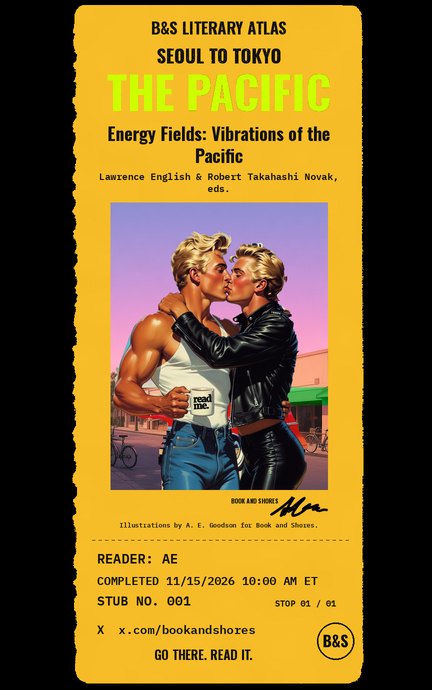 B&S LITERARY ATLAS
SEOUL TO TOKYO
THE PACIFIC
Energy Fields: Vibrations of the
Pacific
Lawrence English & Robert Takahashi Novak,
eds.
read
me.
BOOK AND SHORES
Illustrations by A. E. Goodson for Book and Shores.
READER: AE
COMPLETED 11/15/2026 10:00 AM ET
STUB NO. 001
STOP 01 / 01
X x.com/bookandshores
B&S
GO THERE. READ IT.